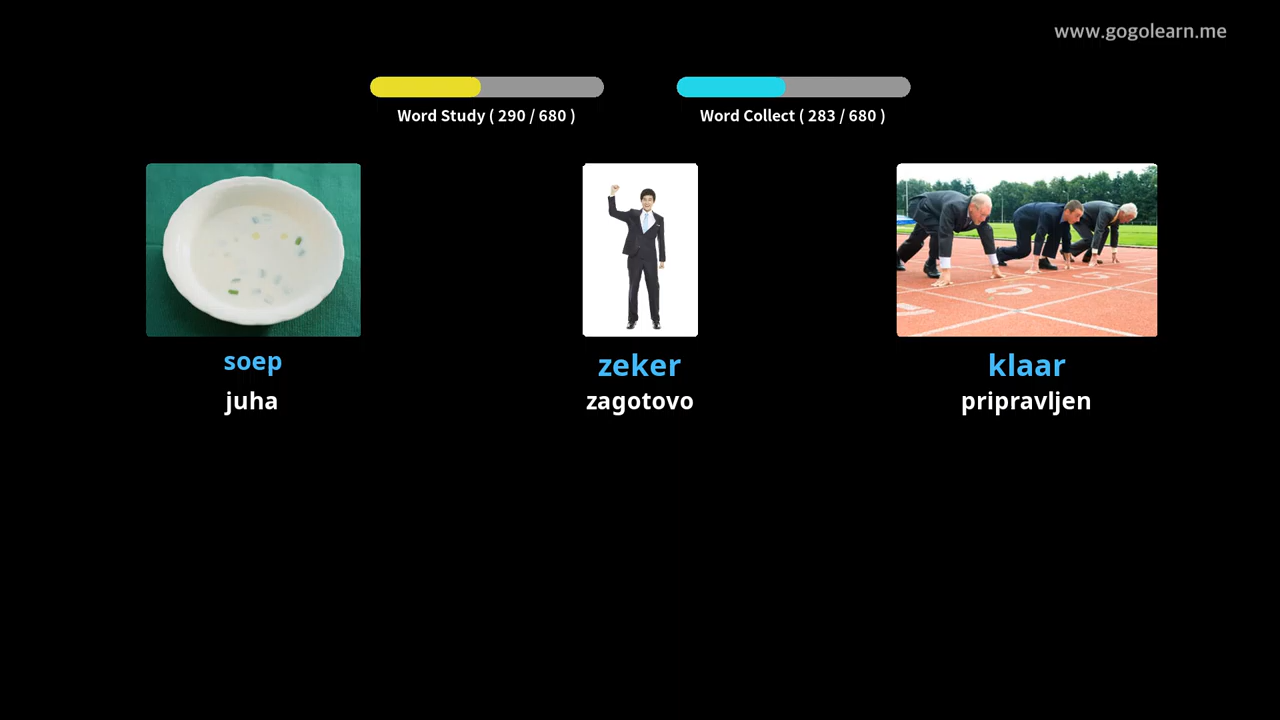 www.gogolearn.me
Word Study ( 290 / 680 )
Word Collect ( 283 / 680 )
soep
juha
zeker
zagotovo
klaar
pripravljen